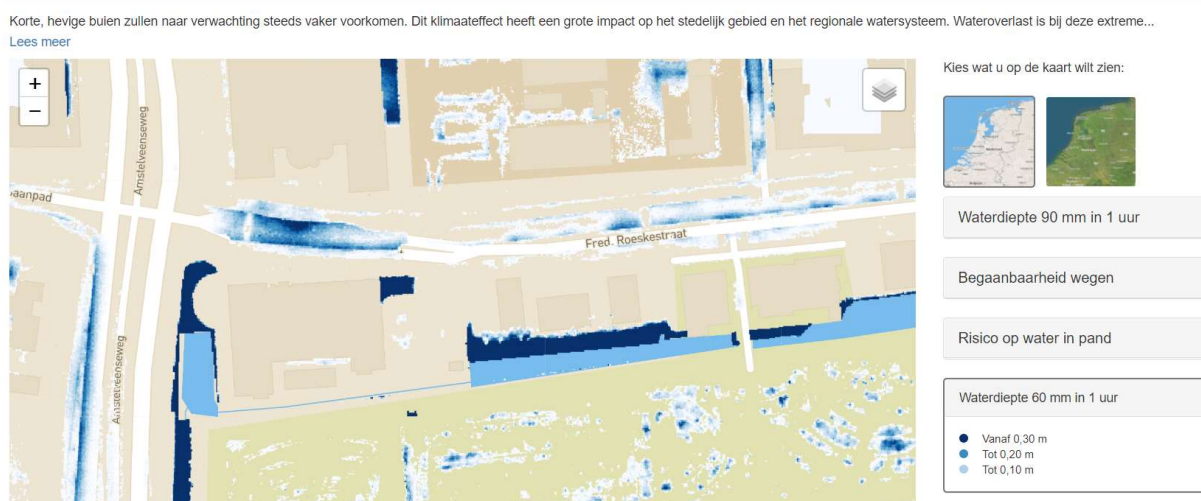 Korte, hevige buien zullen naar verwachting steeds vaker voorkomen. Dit klimaateffect heeft een grote impact op het stedelijk gebied en het regionale watersysteem. Wateroverlast is bij deze extreme...
Lees meer
+
−
Amstelveenseweg
aanpad
Fred. Roeskestraat
Amstelveenseweg
Kies wat u op de kaart wilt zien:
Waterdiepte 90 mm in 1 uur
Begaanbaarheid wegen
Risico op water in pand
Waterdiepte 60 mm in 1 uur
Vanaf 0,30 m
Tot 0,20 m
Tot 0,10 m